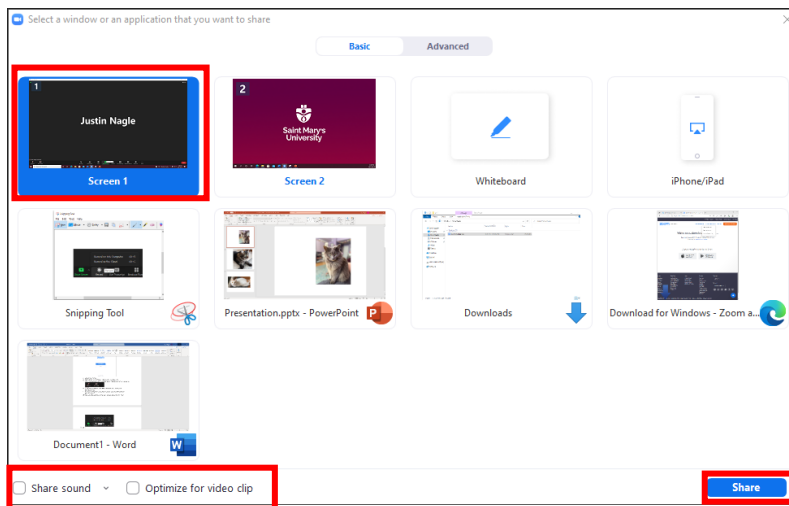 Select a window or an application that you want to share
Basic
Advanced
1
Justin Nagle
Screen 1
2
Saint Mary's
University
Screen 2
Whiteboard
iPhone/iPad
Snipping Tool
Presentation.pptx - PowerPoint
Downloads
Download for Windows - Zoom a...
Document1 - Word
Share sound
Optimize for video clip
Share